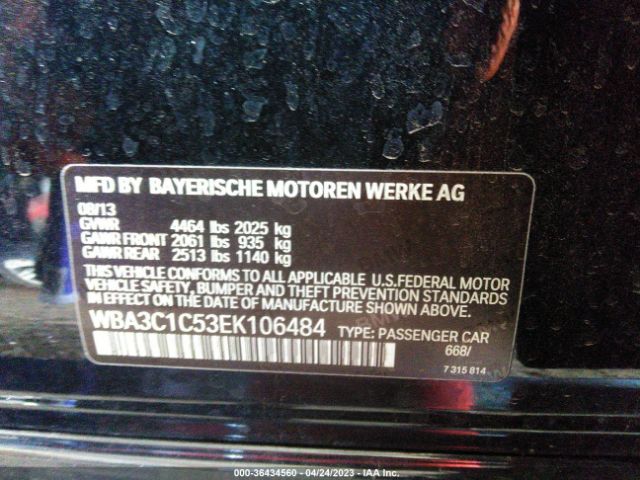 MFD BY BAYERISCHE MOTOREN WERKE AG
08/13
GVWR 4464 lbs 2025 kg
GAWR FRONT 2061 lbs 935 kg
GAWR REAR 2513 lbs 1140 kg
THIS VEHICLE CONFORMS TO ALL APPLICABLE U.S.FEDERAL MOTOR
VEHICLE SAFETY, BUMPER AND THEFT PREVENTION STANDARDS
IN EFFECT ON THE DATE OF MANUFACTURE SHOWN ABOVE.
WBA3C1C53EK106484 TYPE: PASSENGER CAR
668/
7 315 814
000-36434560 - 04/24/2023 - IAA Inc.